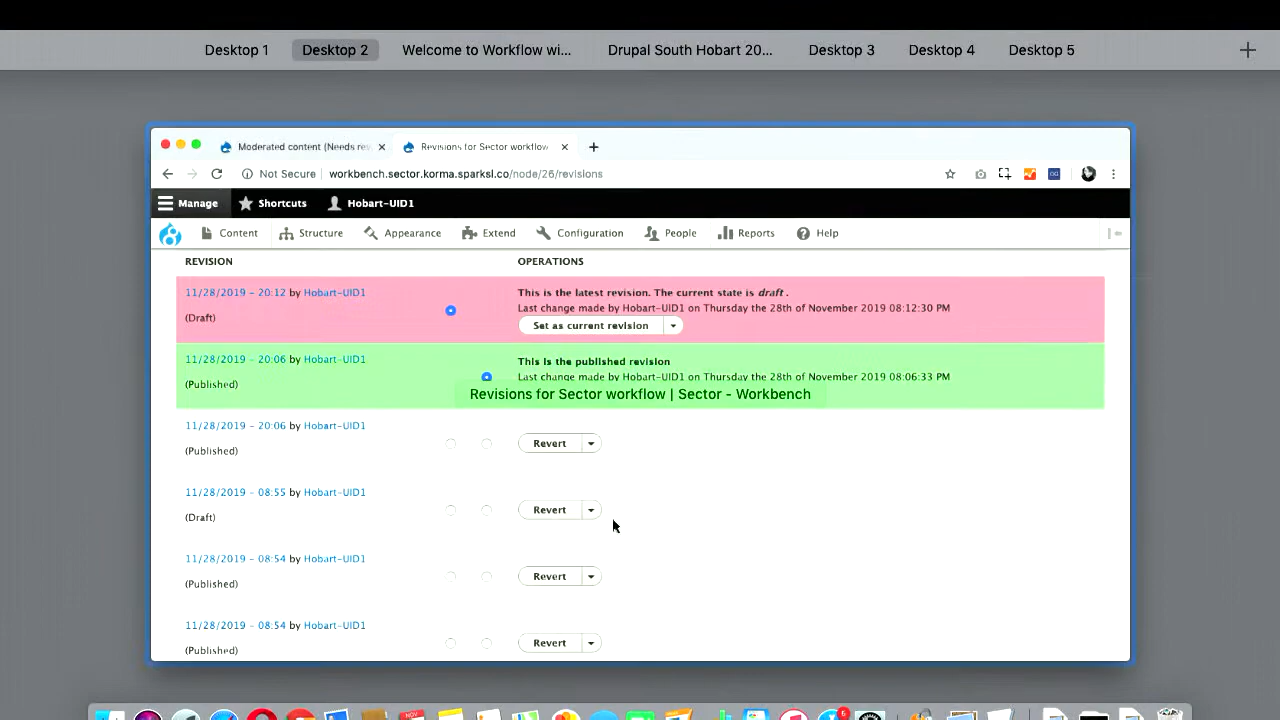 Desktop 1 Desktop 2 Welcome to Workflow wi... Drupal South Hobart 20... Desktop 3 Desktop 4 Desktop 5
Moderated content (Needs rev Revisions for Sector workflow
Not Secure workbench.sector.korma.sparksl.co/node/26/revisions
Manage Shortcuts Hobart-UID1
Content Structure Appearance Extend Configuration People Reports Help
REVISION OPERATIONS
11/28/2019 - 20:12 by Hobart-UID1 This is the latest revision. The current state is draft .
(Draft) Last change made by Hobart-UID1 on Thursday the 28th of November 2019 08:12:30 PM
Set as current revision
11/28/2019 - 20:06 by Hobart-UID1 This is the published revision
(Published) Last change made by Hobart-UID1 on Thursday the 28th of November 2019 08:06:33 PM
Revisions for Sector workflow | Sector - Workbench
11/28/2019 - 20:06 by Hobart-UID1
(Published) Revert
11/28/2019 - 08:55 by Hobart-UID1
(Draft) Revert
11/28/2019 - 08:54 by Hobart-UID1
(Published) Revert
11/28/2019 - 08:54 by Hobart-UID1
(Published) Revert
NOV